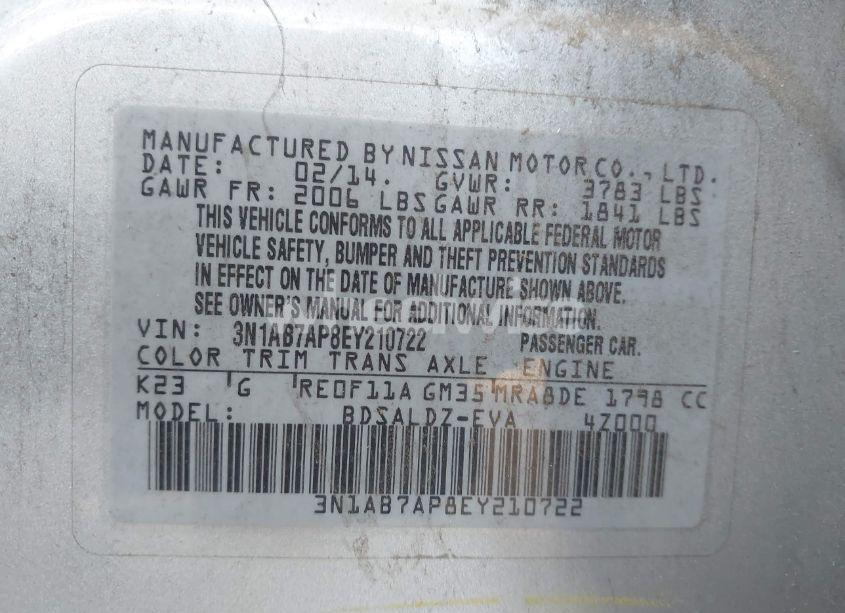 MANUFACTURED BY NISSAN MOTOR CO., LTD.
DATE: 02/14. GVWR: 3783 LBS
GAWR FR: 2006 LBS GAWR RR: 1841 LBS
THIS VEHICLE CONFORMS TO ALL APPLICABLE FEDERAL MOTOR
VEHICLE SAFETY, BUMPER AND THEFT PREVENTION STANDARDS
IN EFFECT ON THE DATE OF MANUFACTURE SHOWN ABOVE.
SEE OWNER'S MANUAL FOR ADDITIONAL INFORMATION.
VIN: 3N1AB7AP8EY210722 PASSENGER CAR.
COLOR TRIM TRANS AXLE ENGINE
K23 G RE0F11A GM35 MRA8DE 1798 CC
MODEL: BDSALDZ-EVA 4Z000
3N1AB7AP8EY210722